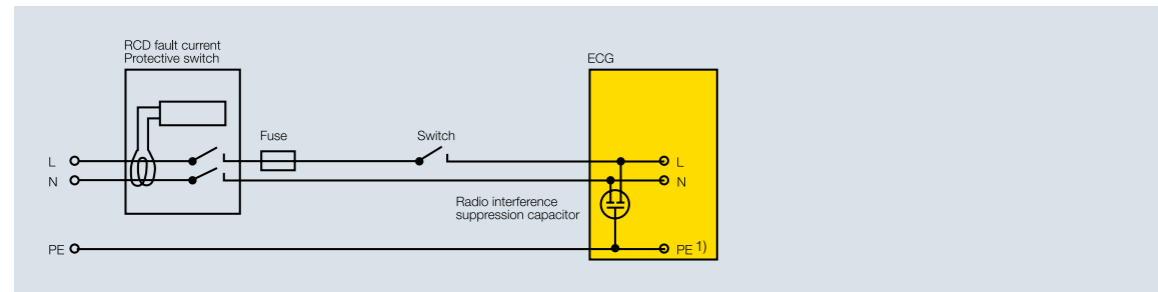 RCD fault current
Protective switch
ECG
Fuse
Switch
L
L
N
N
Radio interference
suppression capacitor
PE
PE 1)